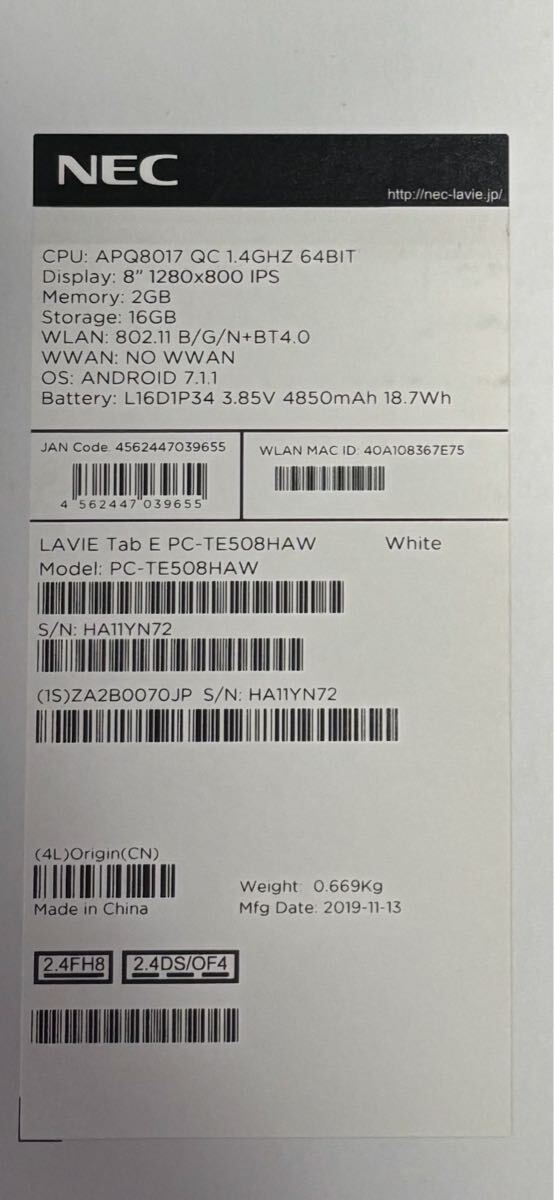 NEC
http://nec-lavie.jp/
CPU: APQ8017 QC 1.4GHZ 64BIT
Display: 8" 1280x800 IPS
Memory: 2GB
Storage: 16GB
WLAN: 802.11 B/G/N+BT4.0
WWAN: NO WWAN
OS: ANDROID 7.1.1
Battery: L16D1P34 3.85V 4850mAh 18.7Wh
JAN Code: 4562447039655
4 562447 039655
WLAN MAC ID: 40A108367E75
LAVIE Tab E PC-TE508HAW White
Model: PC-TE508HAW
S/N: HA11YN72
(1S)ZA2B0070JP S/N: HA11YN72
(4L)Origin(CN)
Made in China
Weight: 0.669Kg
Mfg Date: 2019-11-13
2.4FH8
2.4DS/OF4